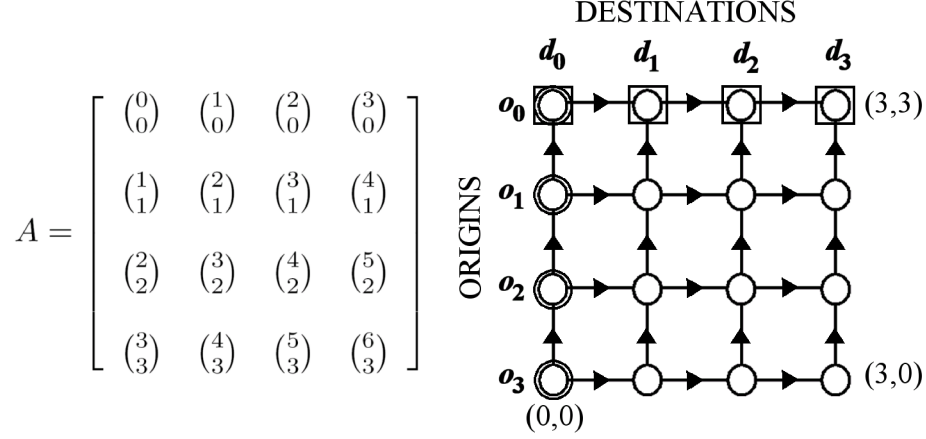 DESTINATIONS
d0 d1 d2 d3
A = [ (0 0) (1 0) (2 0) (3 0)
(1 1) (2 1) (3 1) (4 1)
(2 2) (3 2) (4 2) (5 2)
(3 3) (4 3) (5 3) (6 3) ]
ORIGINS
o0 (3,3)
o1
o2
o3 (3,0)
(0,0)